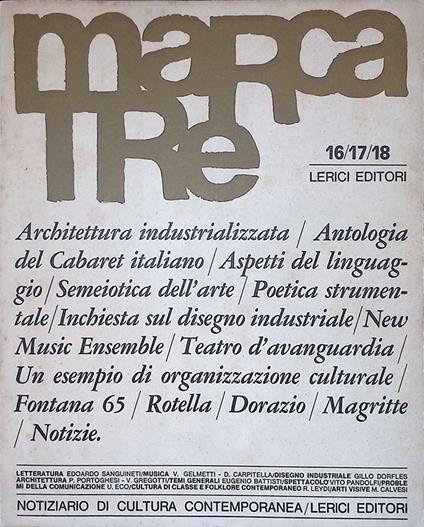 marca
tre
16/17/18
LERICI EDITORI
Architettura industrializzata / Antologia
del Cabaret italiano / Aspetti del linguag-
gio / Semeiotica dell'arte / Poetica strumen-
tale / Inchiesta sul disegno industriale / New
Music Ensemble / Teatro d'avanguardia /
Un esempio di organizzazione culturale /
Fontana 65 / Rotella / Dorazio / Magritte
/ Notizie.
LETTERATURA EDOARDO SANGUINETI/MUSICA V. GELMETTI - D. CARPITELLA/DISEGNO INDUSTRIALE GILLO DORFLES
ARCHITETTURA P. PORTOGHESI - V. GREGOTTI/TEMI GENERALI EUGENIO BATTISTI/SPETTACOLO VITO PANDOLFI/PROBLE
MI DELLA COMUNICAZIONE U. ECO/CULTURA DI CLASSE E FOLKLORE CONTEMPORANEO R. LEYDI/ARTI VISIVE M. CALVESI
NOTIZIARIO DI CULTURA CONTEMPORANEA/LERICI EDITORI